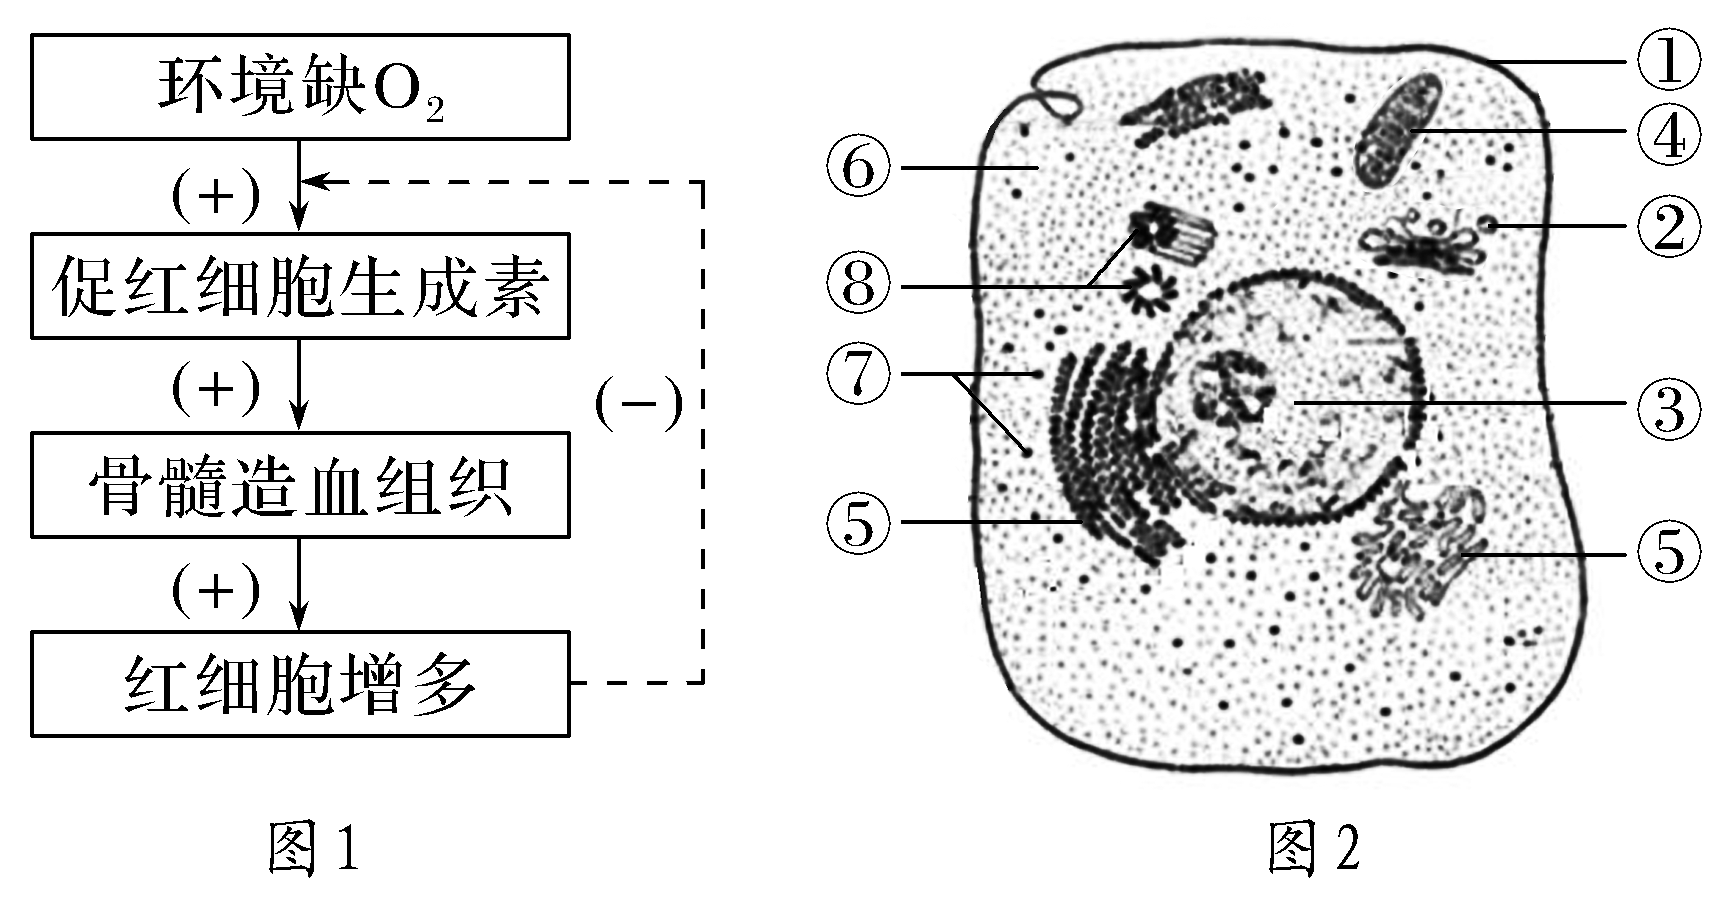 环境缺O₂
(+)
促红细胞生成素
(+)
(−)
骨髓造血组织
(+)
红细胞增多
图1
①
④
⑥
②
⑧
⑦
③
⑤
⑤
图2